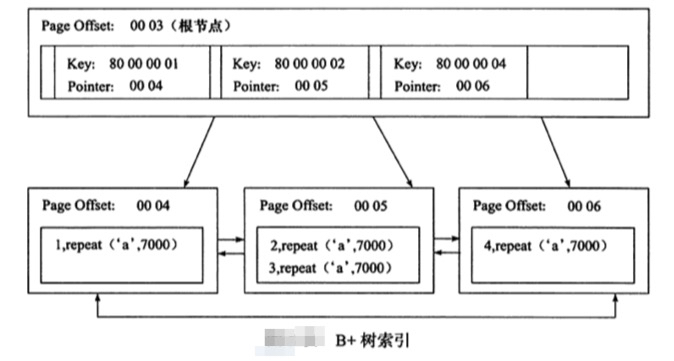 Page Offset: 00 03（根节点）
Key: 80 00 00 01
Pointer: 00 04
Key: 80 00 00 02
Pointer: 00 05
Key: 80 00 00 04
Pointer: 00 06
Page Offset: 00 04
1,repeat（‘a’,7000）
Page Offset: 00 05
2,repeat（‘a’,7000）
3,repeat（‘a’,7000）
Page Offset: 00 06
4,repeat（‘a’,7000）
B+ 树索引